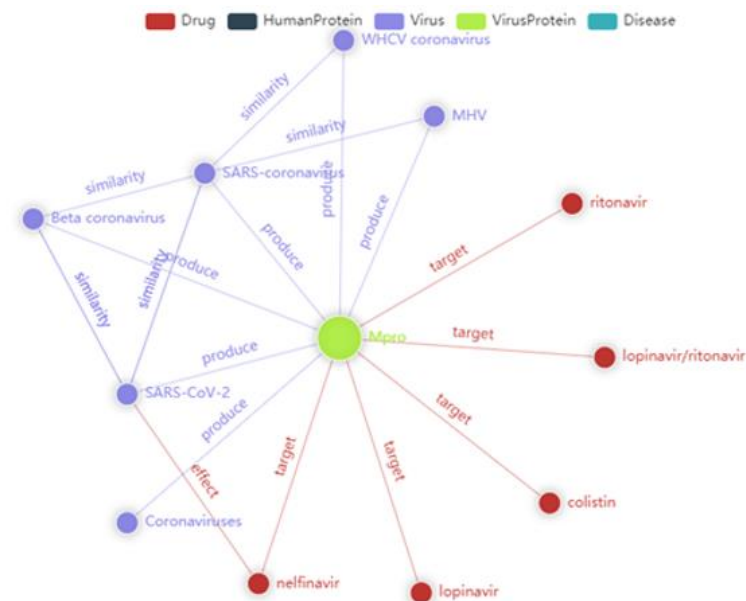 Drug HumanProtein Virus VirusProtein Disease
WHCV coronavirus
similarity
MHV
similarity
similarity
SARS-coronavirus
produce
ritonavir
Beta coronavirus
produce
produce
target
produce
similarity
similarity
Mpro
target
lopinavir/ritonavir
produce
SARS-CoV-2
produce
target
effect
target
target
colistin
Coronaviruses
nelfinavir
lopinavir